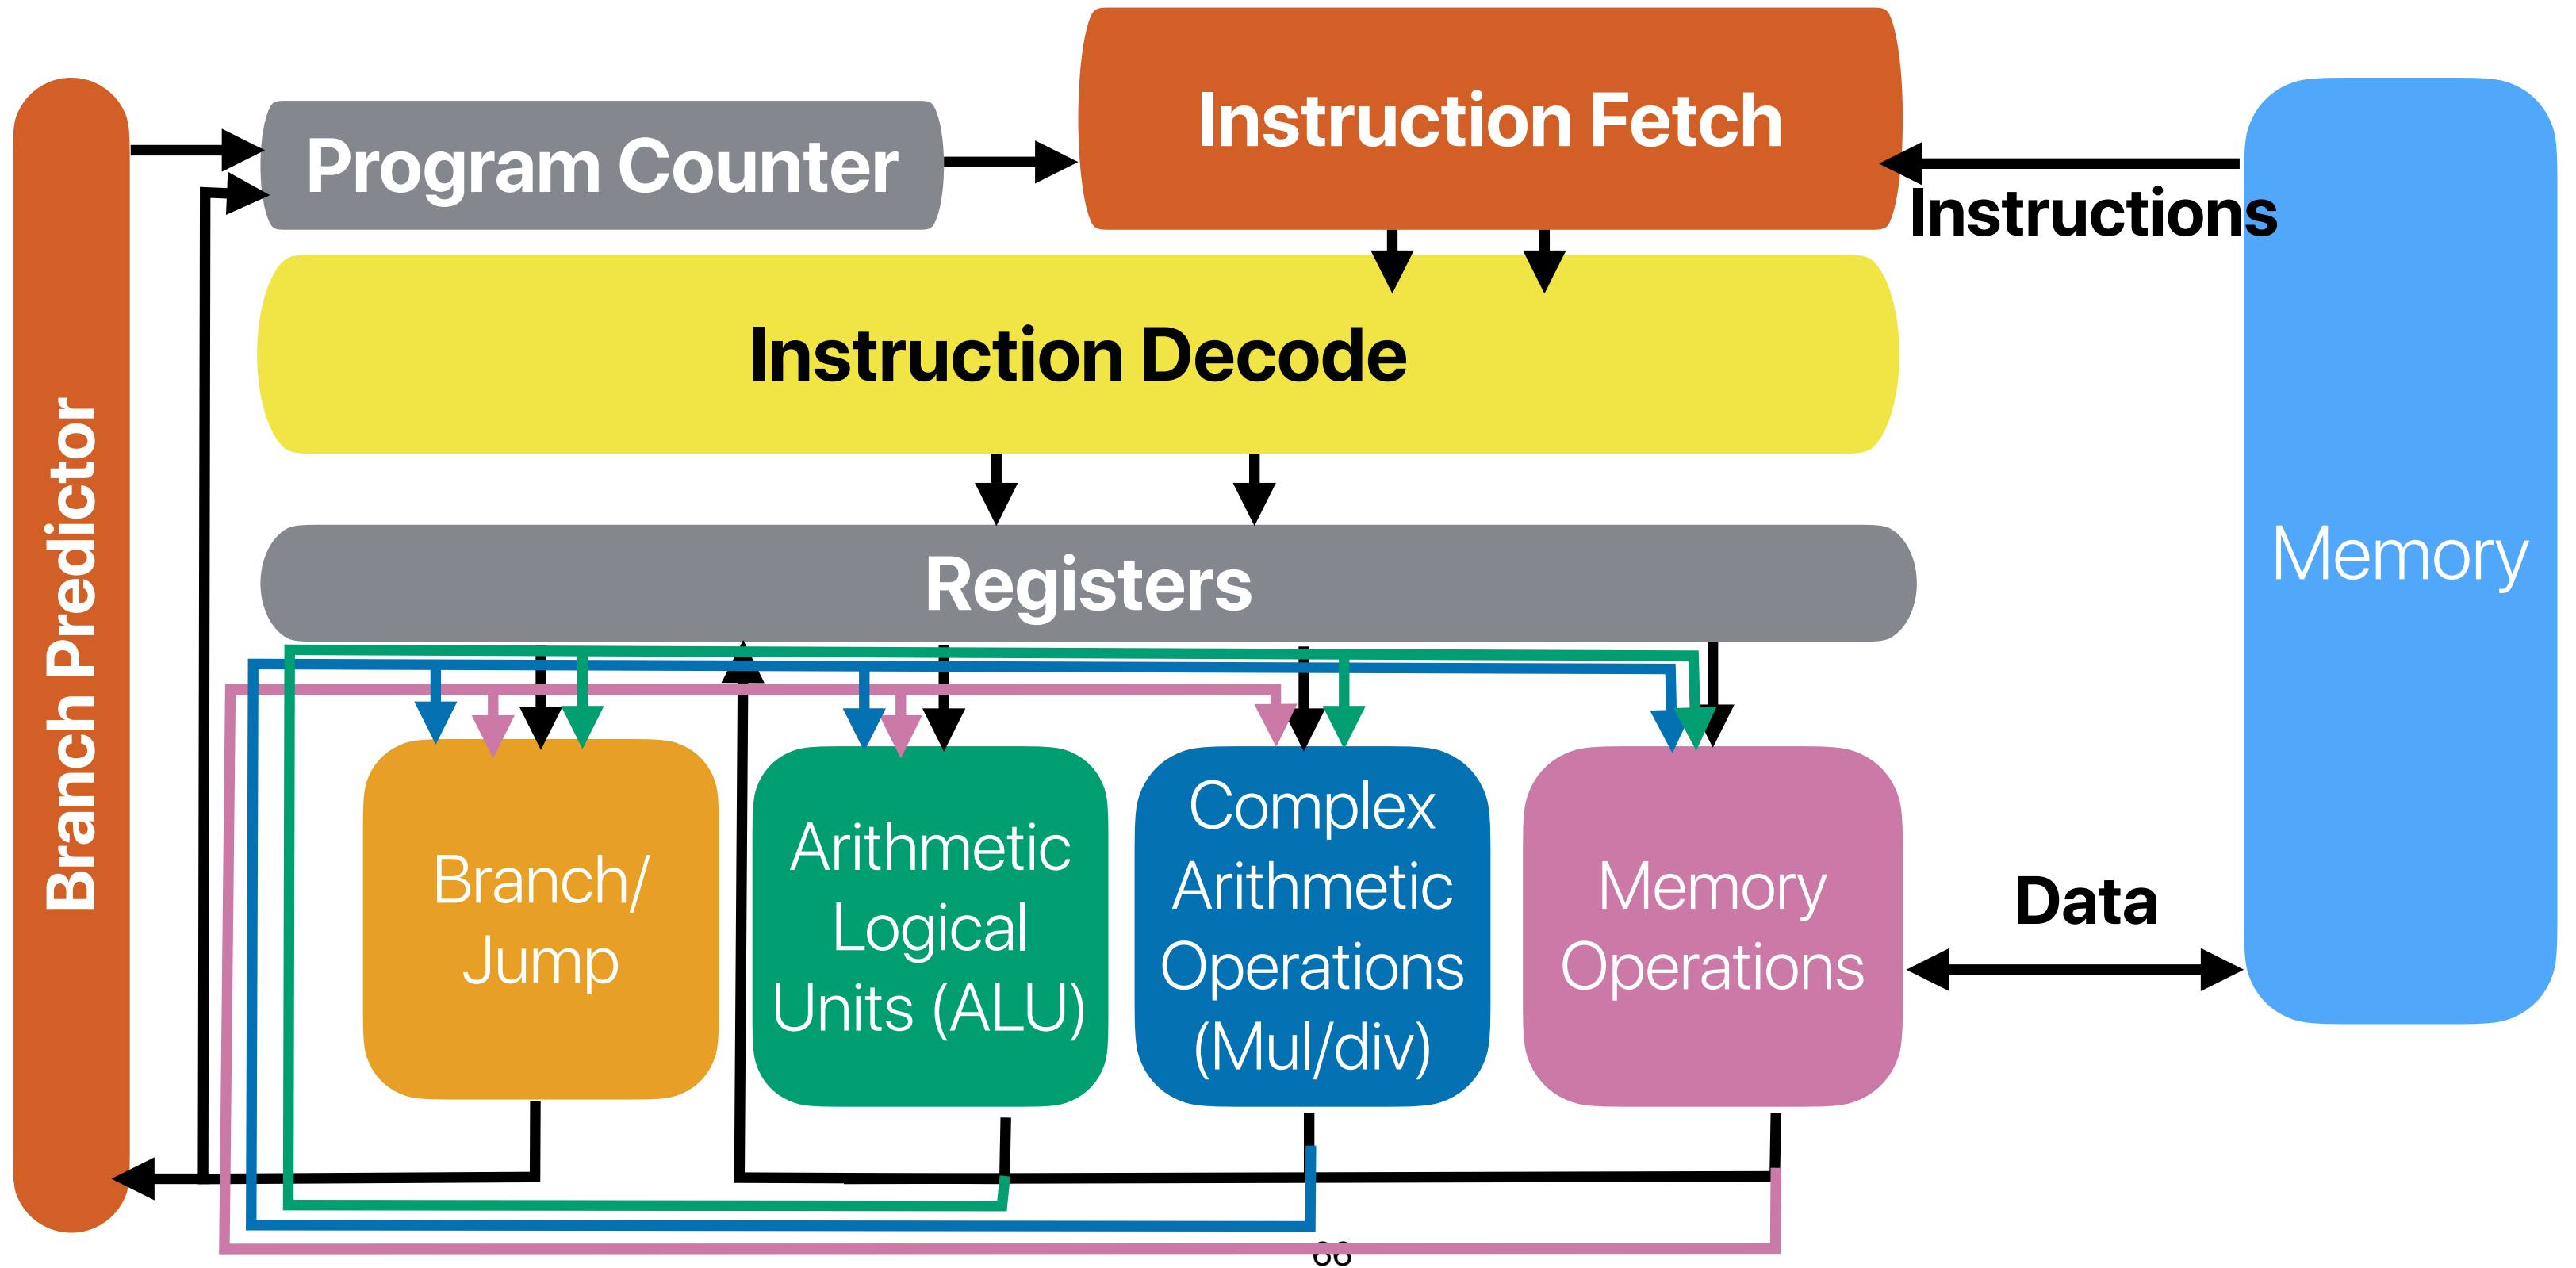 Instruction Fetch
Program Counter
Instructions
Instruction Decode
Branch Predictor
Registers
Memory
Branch/
Jump
Arithmetic
Logical
Units (ALU)
Complex
Arithmetic
Operations
(Mul/div)
Memory
Operations
Data
66